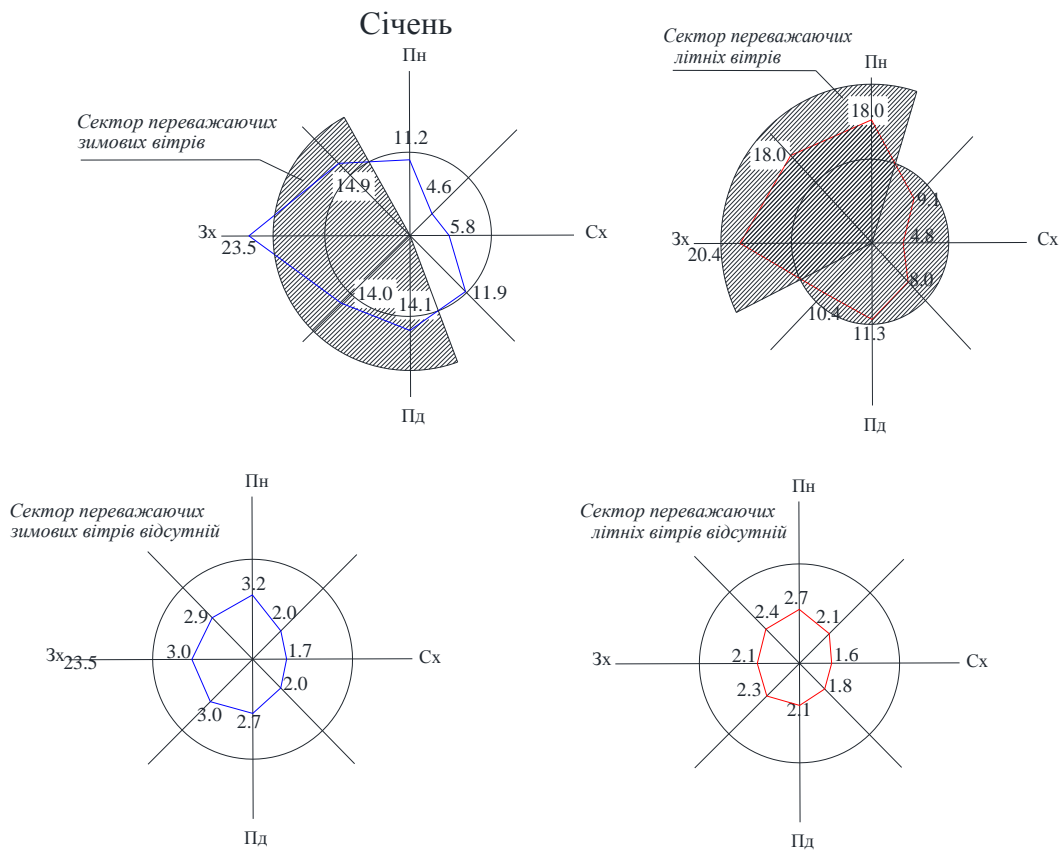 Січень
Пн
Сектор переважаючих
зимових вітрів
11.2
14.9
4.6
Зх
23.5
5.8
Сх
14.0
14.1
11.9
Пд
Сектор переважаючих
літніх вітрів
Пн
18.0
18.0
9.1
Зх
20.4
4.8
Сх
8.0
10.4
11.3
Пд
Пн
Сектор переважаючих
зимових вітрів відсутній
3.2
2.9
2.0
Зх
23.5
3.0
1.7
Сх
2.0
3.0
2.7
Пд
Пн
Сектор переважаючих
літніх вітрів відсутній
2.7
2.4
2.1
Зх
2.1
1.6
Сх
2.3
1.8
2.1
Пд